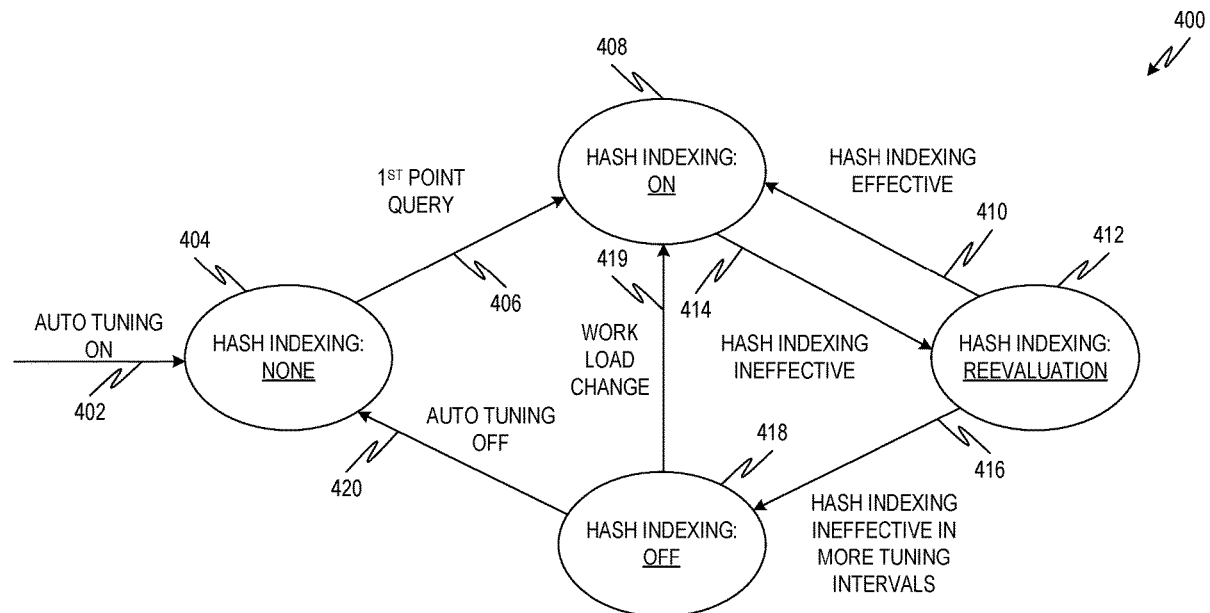 400
408
HASH INDEXING:
ON
HASH INDEXING
EFFECTIVE
1ST POINT
QUERY
404
406
410
412
419
414
AUTO TUNING
ON
402
HASH INDEXING:
NONE
WORK
LOAD
CHANGE
HASH INDEXING
INEFFECTIVE
HASH INDEXING:
REEVALUATION
AUTO TUNING
OFF
420
418
416
HASH INDEXING:
OFF
HASH INDEXING
INEFFECTIVE IN
MORE TUNING
INTERVALS